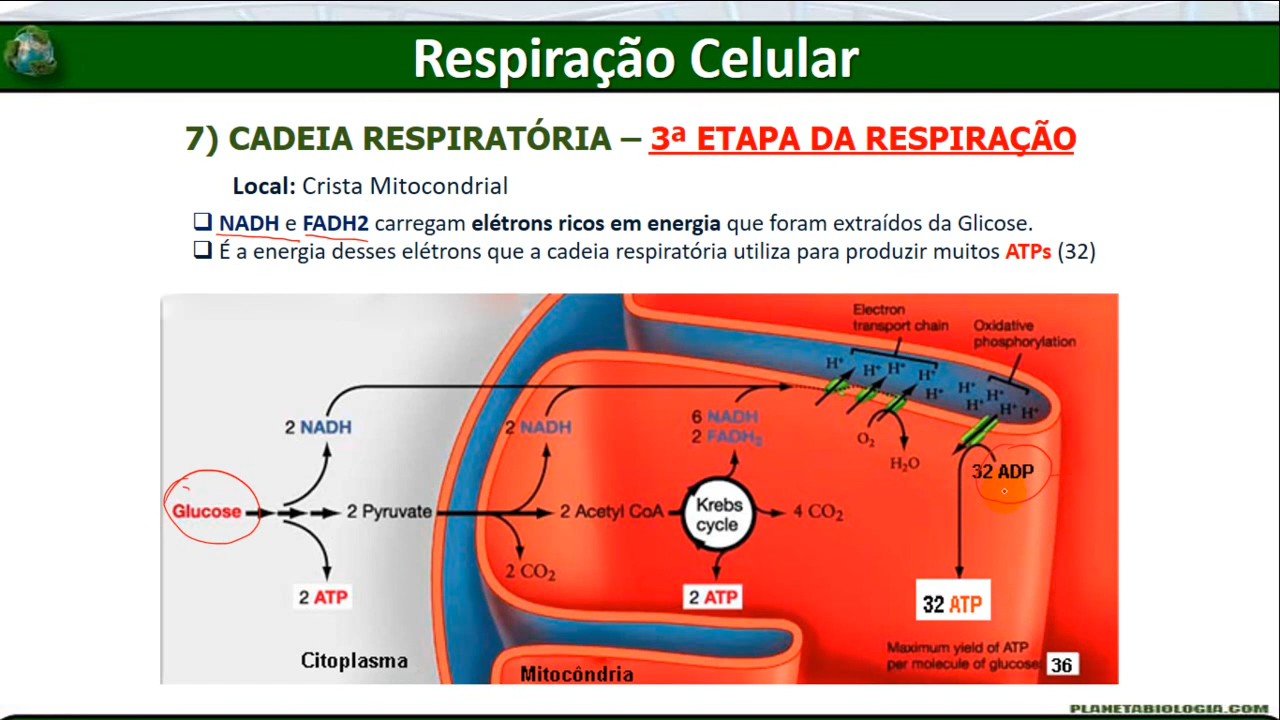 Respiração Celular
7) CADEIA RESPIRATÓRIA – 3ª ETAPA DA RESPIRAÇÃO
Local: Crista Mitocondrial
NADH e FADH2 carregam elétrons ricos em energia que foram extraídos da Glicose.
É a energia desses elétrons que a cadeia respiratória utiliza para produzir muitos ATPs (32)
Electron
transport chain
Oxidative
phosphorylation
H⁺ H⁺ H⁺ H⁺ H⁺
H⁺ H⁺ H⁺ H⁺ H⁺
2 NADH
2 NADH
6 NADH
2 FADH₂
O₂
H₂O
32 ADP
Glucose
2 Pyruvate
2 Acetyl CoA
Krebs
cycle
4 CO₂
2 CO₂
2 ATP
2 ATP
32 ATP
Citoplasma
Mitocôndria
Maximum yield of ATP
per molecule of glucose 36
PLANETABIOLOGIA.COM